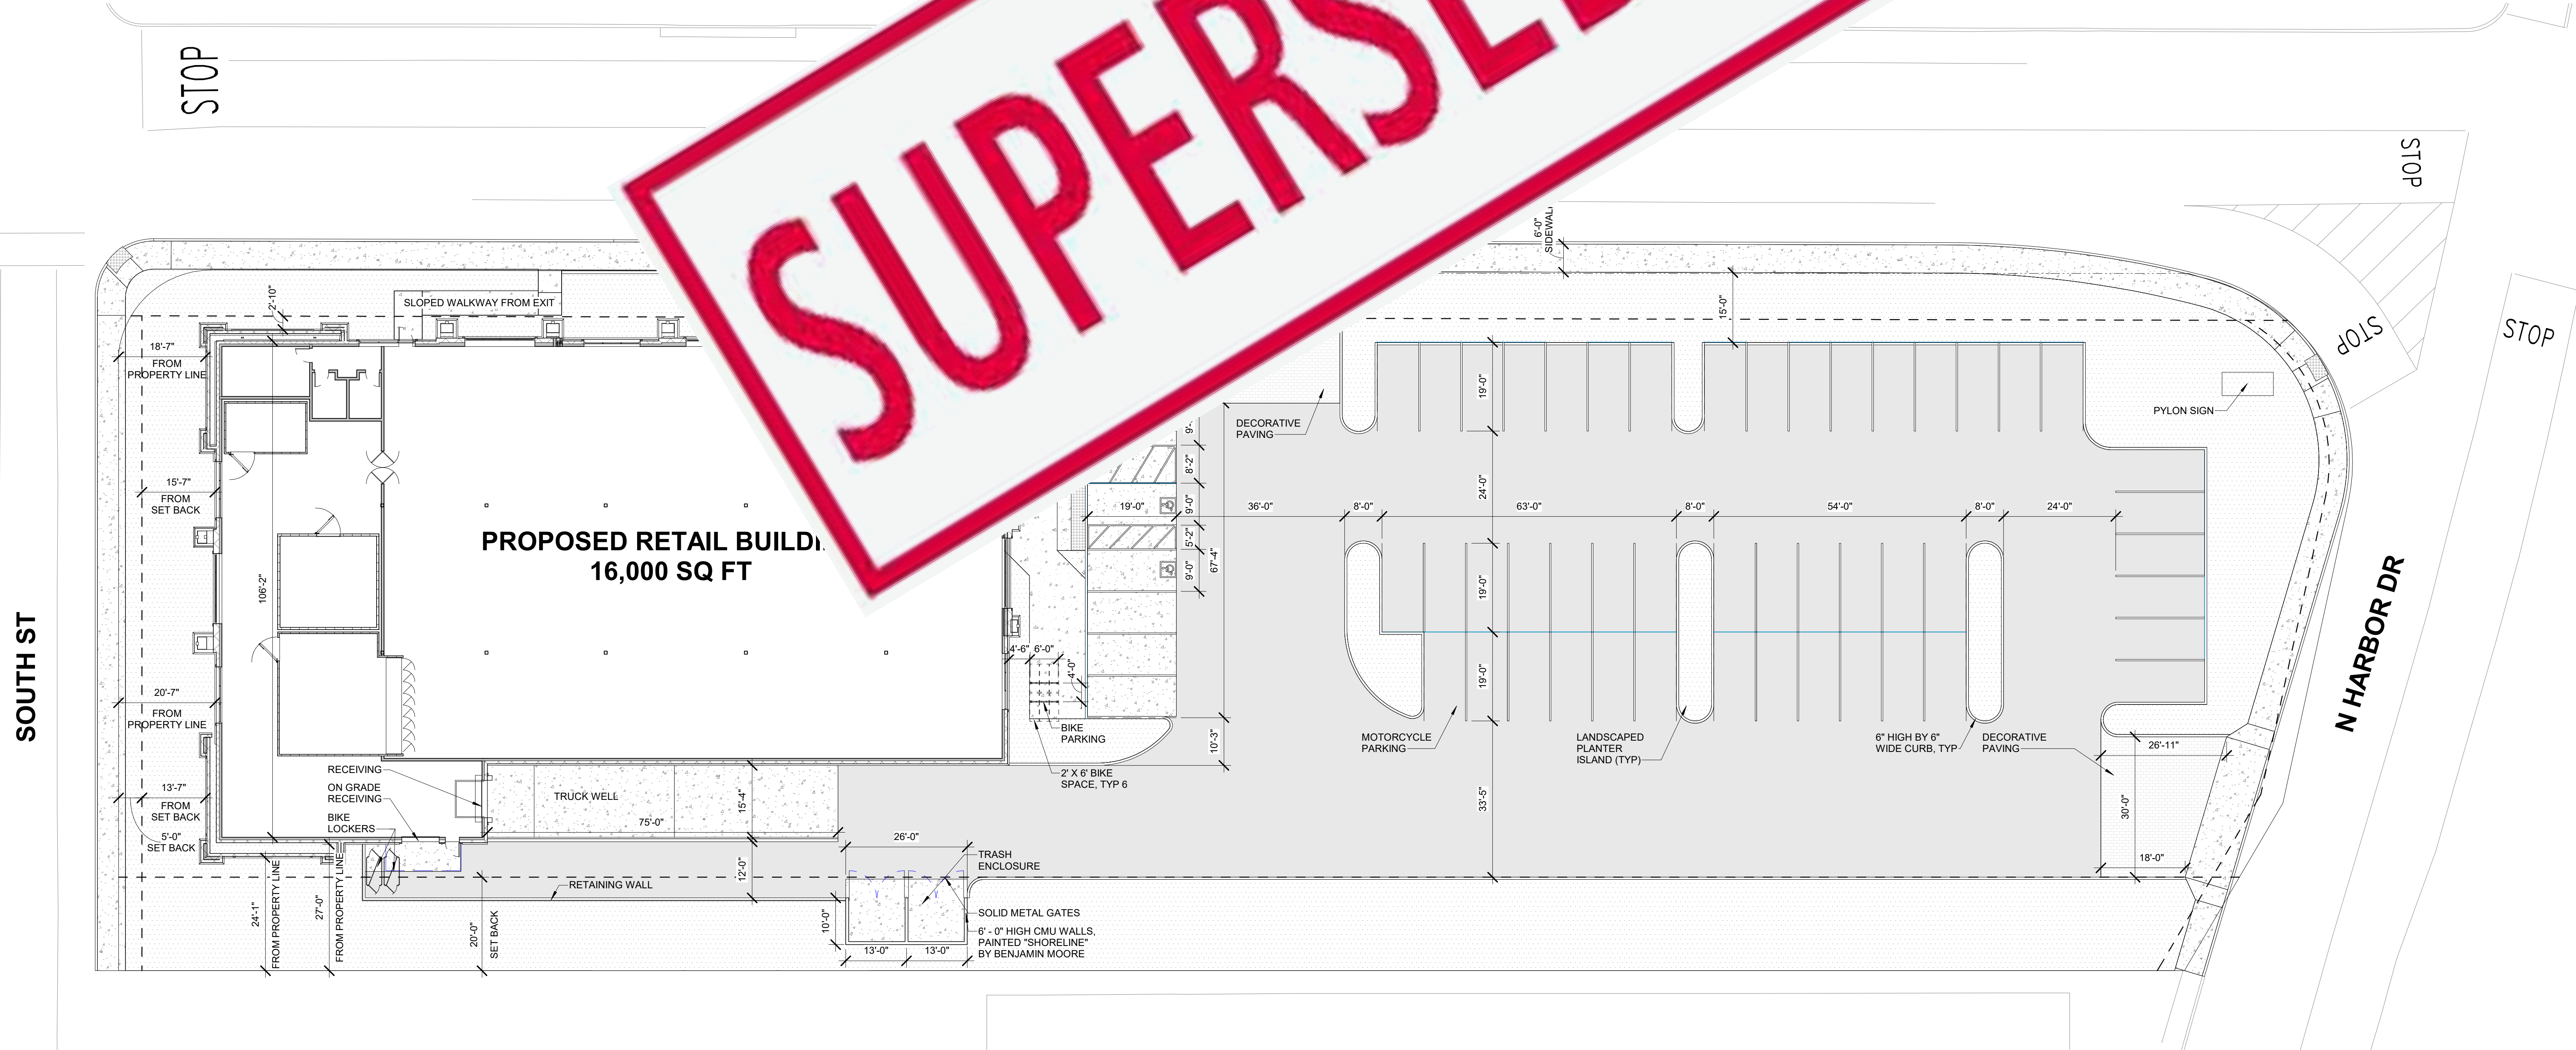 STOP
SUPERSE
STOP
STOP
STOP
6'-0"
SIDEWAL
2'-10"
SLOPED WALKWAY FROM EXIT
15'-0"
18'-7"
FROM
PROPERTY LINE
19'-0"
PYLON SIGN
DECORATIVE
PAVING
9'-
8'-2"
15'-7"
FROM
SET BACK
24'-0"
19'-0"
9'-0"
36'-0"
8'-0"
63'-0"
8'-0"
54'-0"
8'-0"
24'-0"
PROPOSED RETAIL BUILDI
16,000 SQ FT
5'-2"
67'-4"
9'-0"
106'-2"
19'-0"
SOUTH ST
N HARBOR DR
4'-6"
6'-0"
4'-0"
19'-0"
20'-7"
FROM
PROPERTY LINE
BIKE
PARKING
10'-3"
MOTORCYCLE
PARKING
LANDSCAPED
PLANTER
ISLAND (TYP)
6" HIGH BY 6"
WIDE CURB, TYP
DECORATIVE
PAVING
26'-11"
RECEIVING
2' X 6' BIKE
SPACE, TYP 6
13'-7"
FROM
SET BACK
ON GRADE
RECEIVING
TRUCK WELL
15'-4"
33'-5"
30'-0"
BIKE
LOCKERS
75'-0"
5'-0"
SET BACK
26'-0"
TRASH
ENCLOSURE
18'-0"
12'-0"
RETAINING WALL
24'-1"
FROM PROPERTY LINE
27'-0"
FROM PROPERTY LINE
20'-0"
SET BACK
10'-0"
SOLID METAL GATES
6' - 0" HIGH CMU WALLS,
PAINTED "SHORELINE"
BY BENJAMIN MOORE
13'-0"
13'-0"